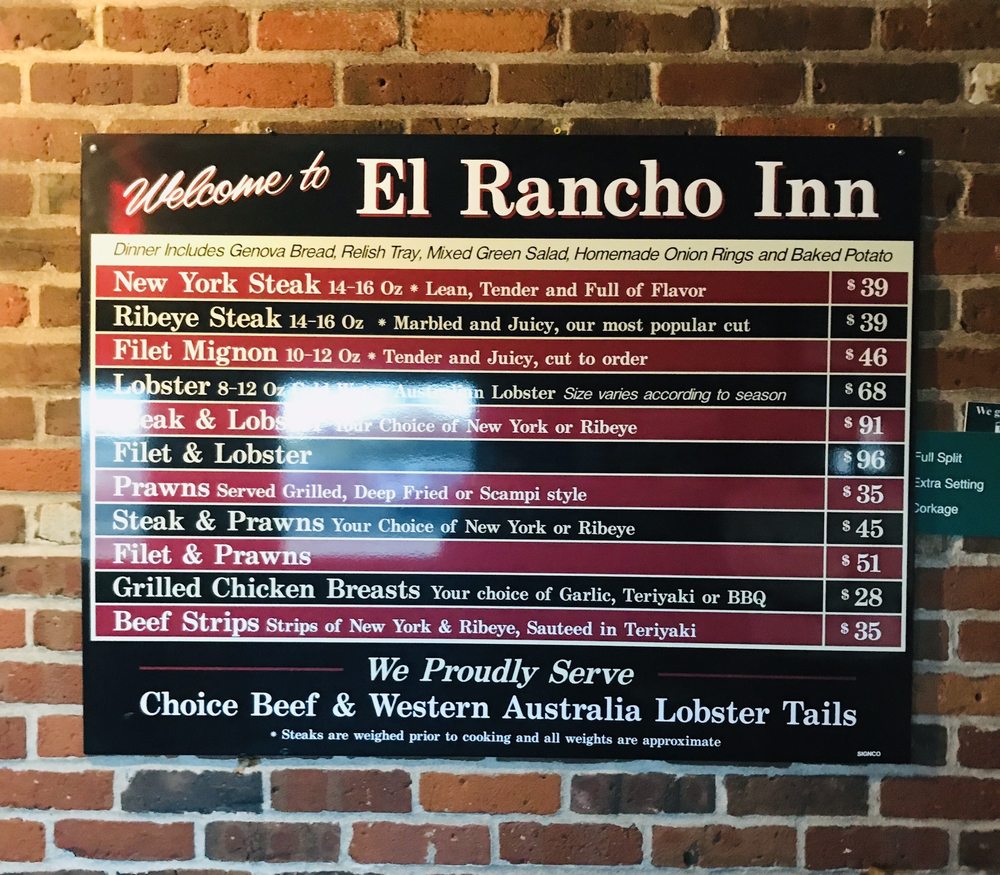 Welcome to El Rancho Inn
Dinner Includes Genova Bread, Relish Tray, Mixed Green Salad, Homemade Onion Rings and Baked Potato
New York Steak 14-16 Oz * Lean, Tender and Full of Flavor $39
Ribeye Steak 14-16 Oz * Marbled and Juicy, our most popular cut $39
Filet Mignon 10-12 Oz * Tender and Juicy, cut to order $46
Lobster 8-12 Oz Cold Water Australian Lobster Size varies according to season $68
Steak & Lobster Your Choice of New York or Ribeye $91
Filet & Lobster $96
Prawns Served Grilled, Deep Fried or Scampi style $35
Steak & Prawns Your Choice of New York or Ribeye $45
Filet & Prawns $51
Grilled Chicken Breasts Your choice of Garlic, Teriyaki or BBQ $28
Beef Strips Strips of New York & Ribeye, Sauteed in Teriyaki $35
We Proudly Serve
Choice Beef & Western Australia Lobster Tails
* Steaks are weighed prior to cooking and all weights are approximate
SIGNCO
We
Full Split
Extra Setting
Corkage